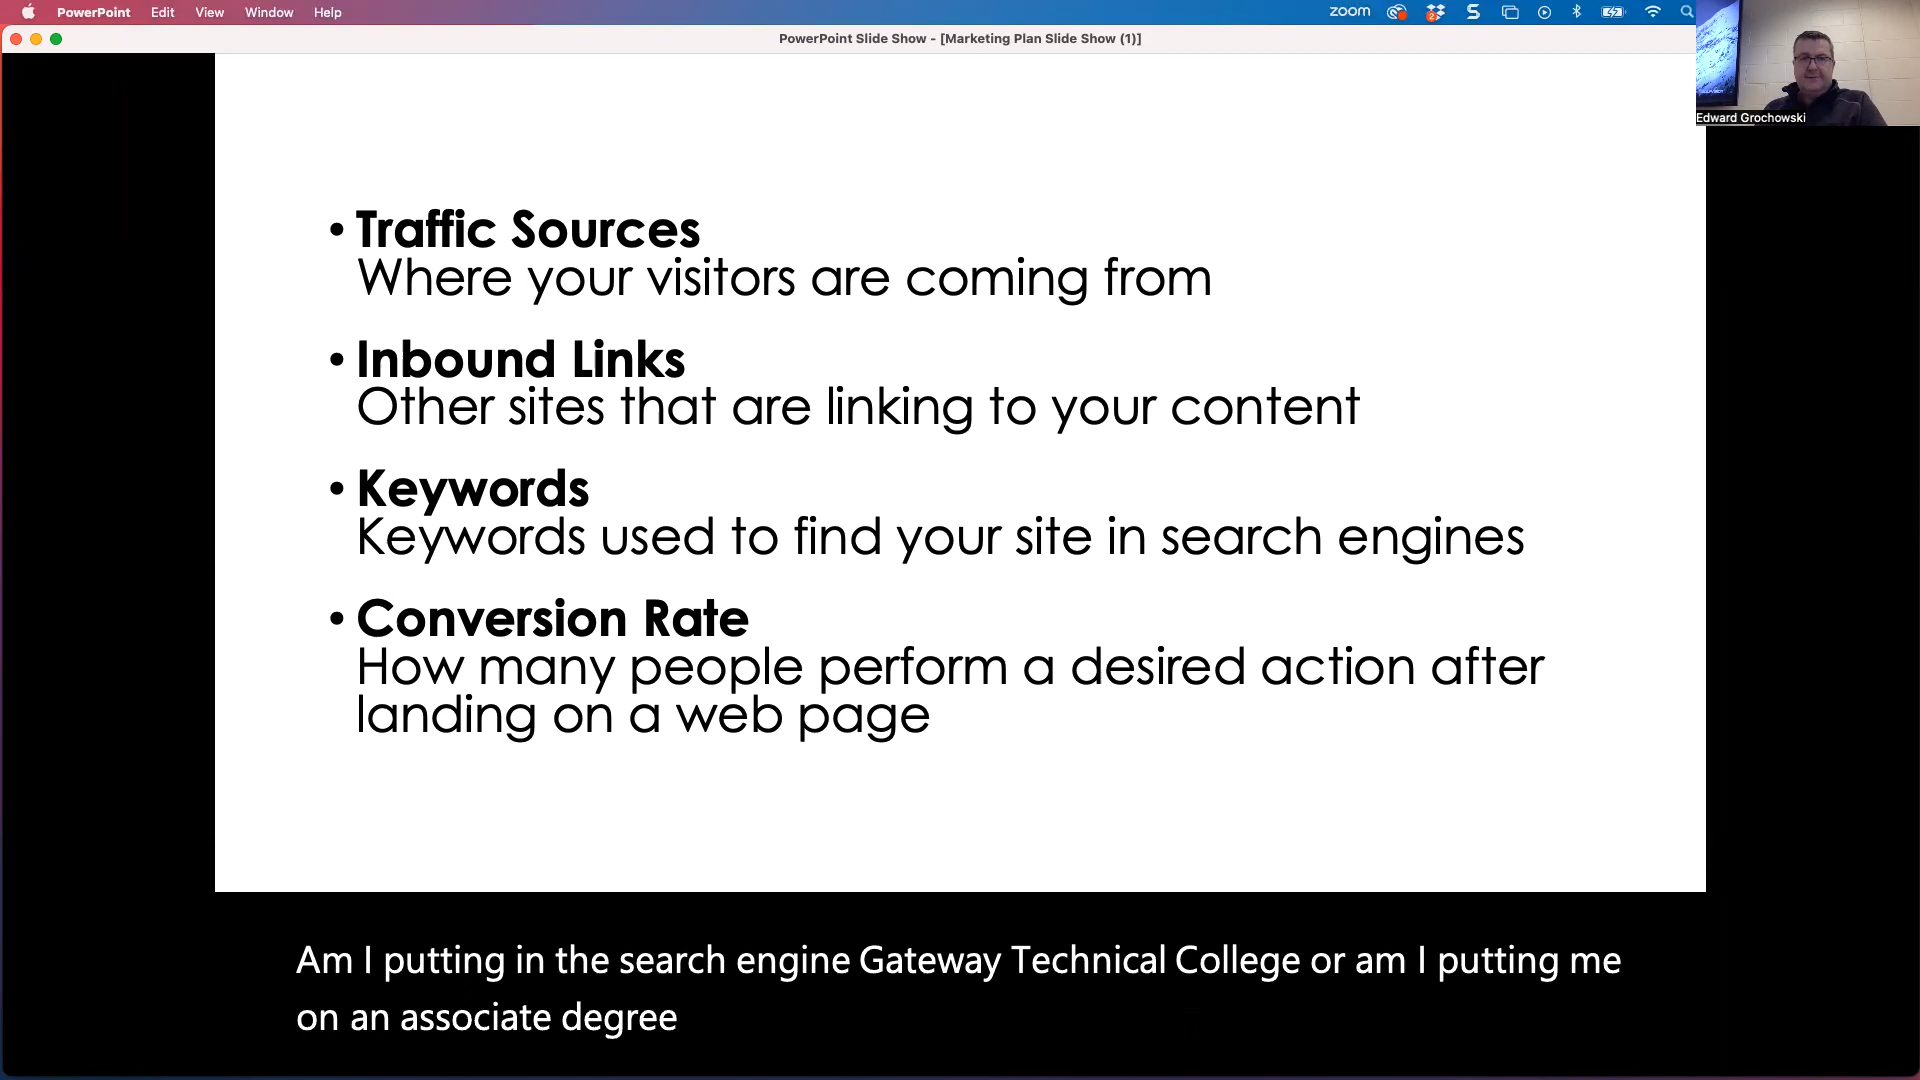 PowerPoint Edit View Window Help zoom
PowerPoint Slide Show - [Marketing Plan Slide Show (1)]
Edward Grochowski
• Traffic Sources
Where your visitors are coming from
• Inbound Links
Other sites that are linking to your content
• Keywords
Keywords used to find your site in search engines
• Conversion Rate
How many people perform a desired action after
landing on a web page
Am I putting in the search engine Gateway Technical College or am I putting me
on an associate degree